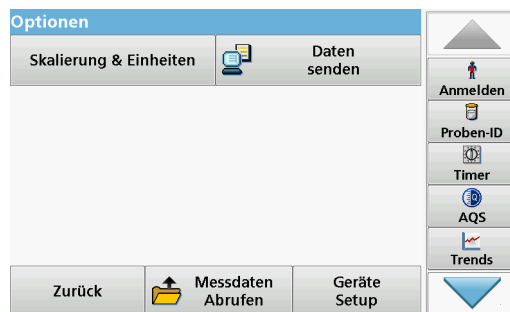 Optionen
Skalierung & Einheiten
Daten
senden
Anmelden
Proben-ID
Timer
AQS
Trends
Zurück
Messdaten
Abrufen
Geräte
Setup